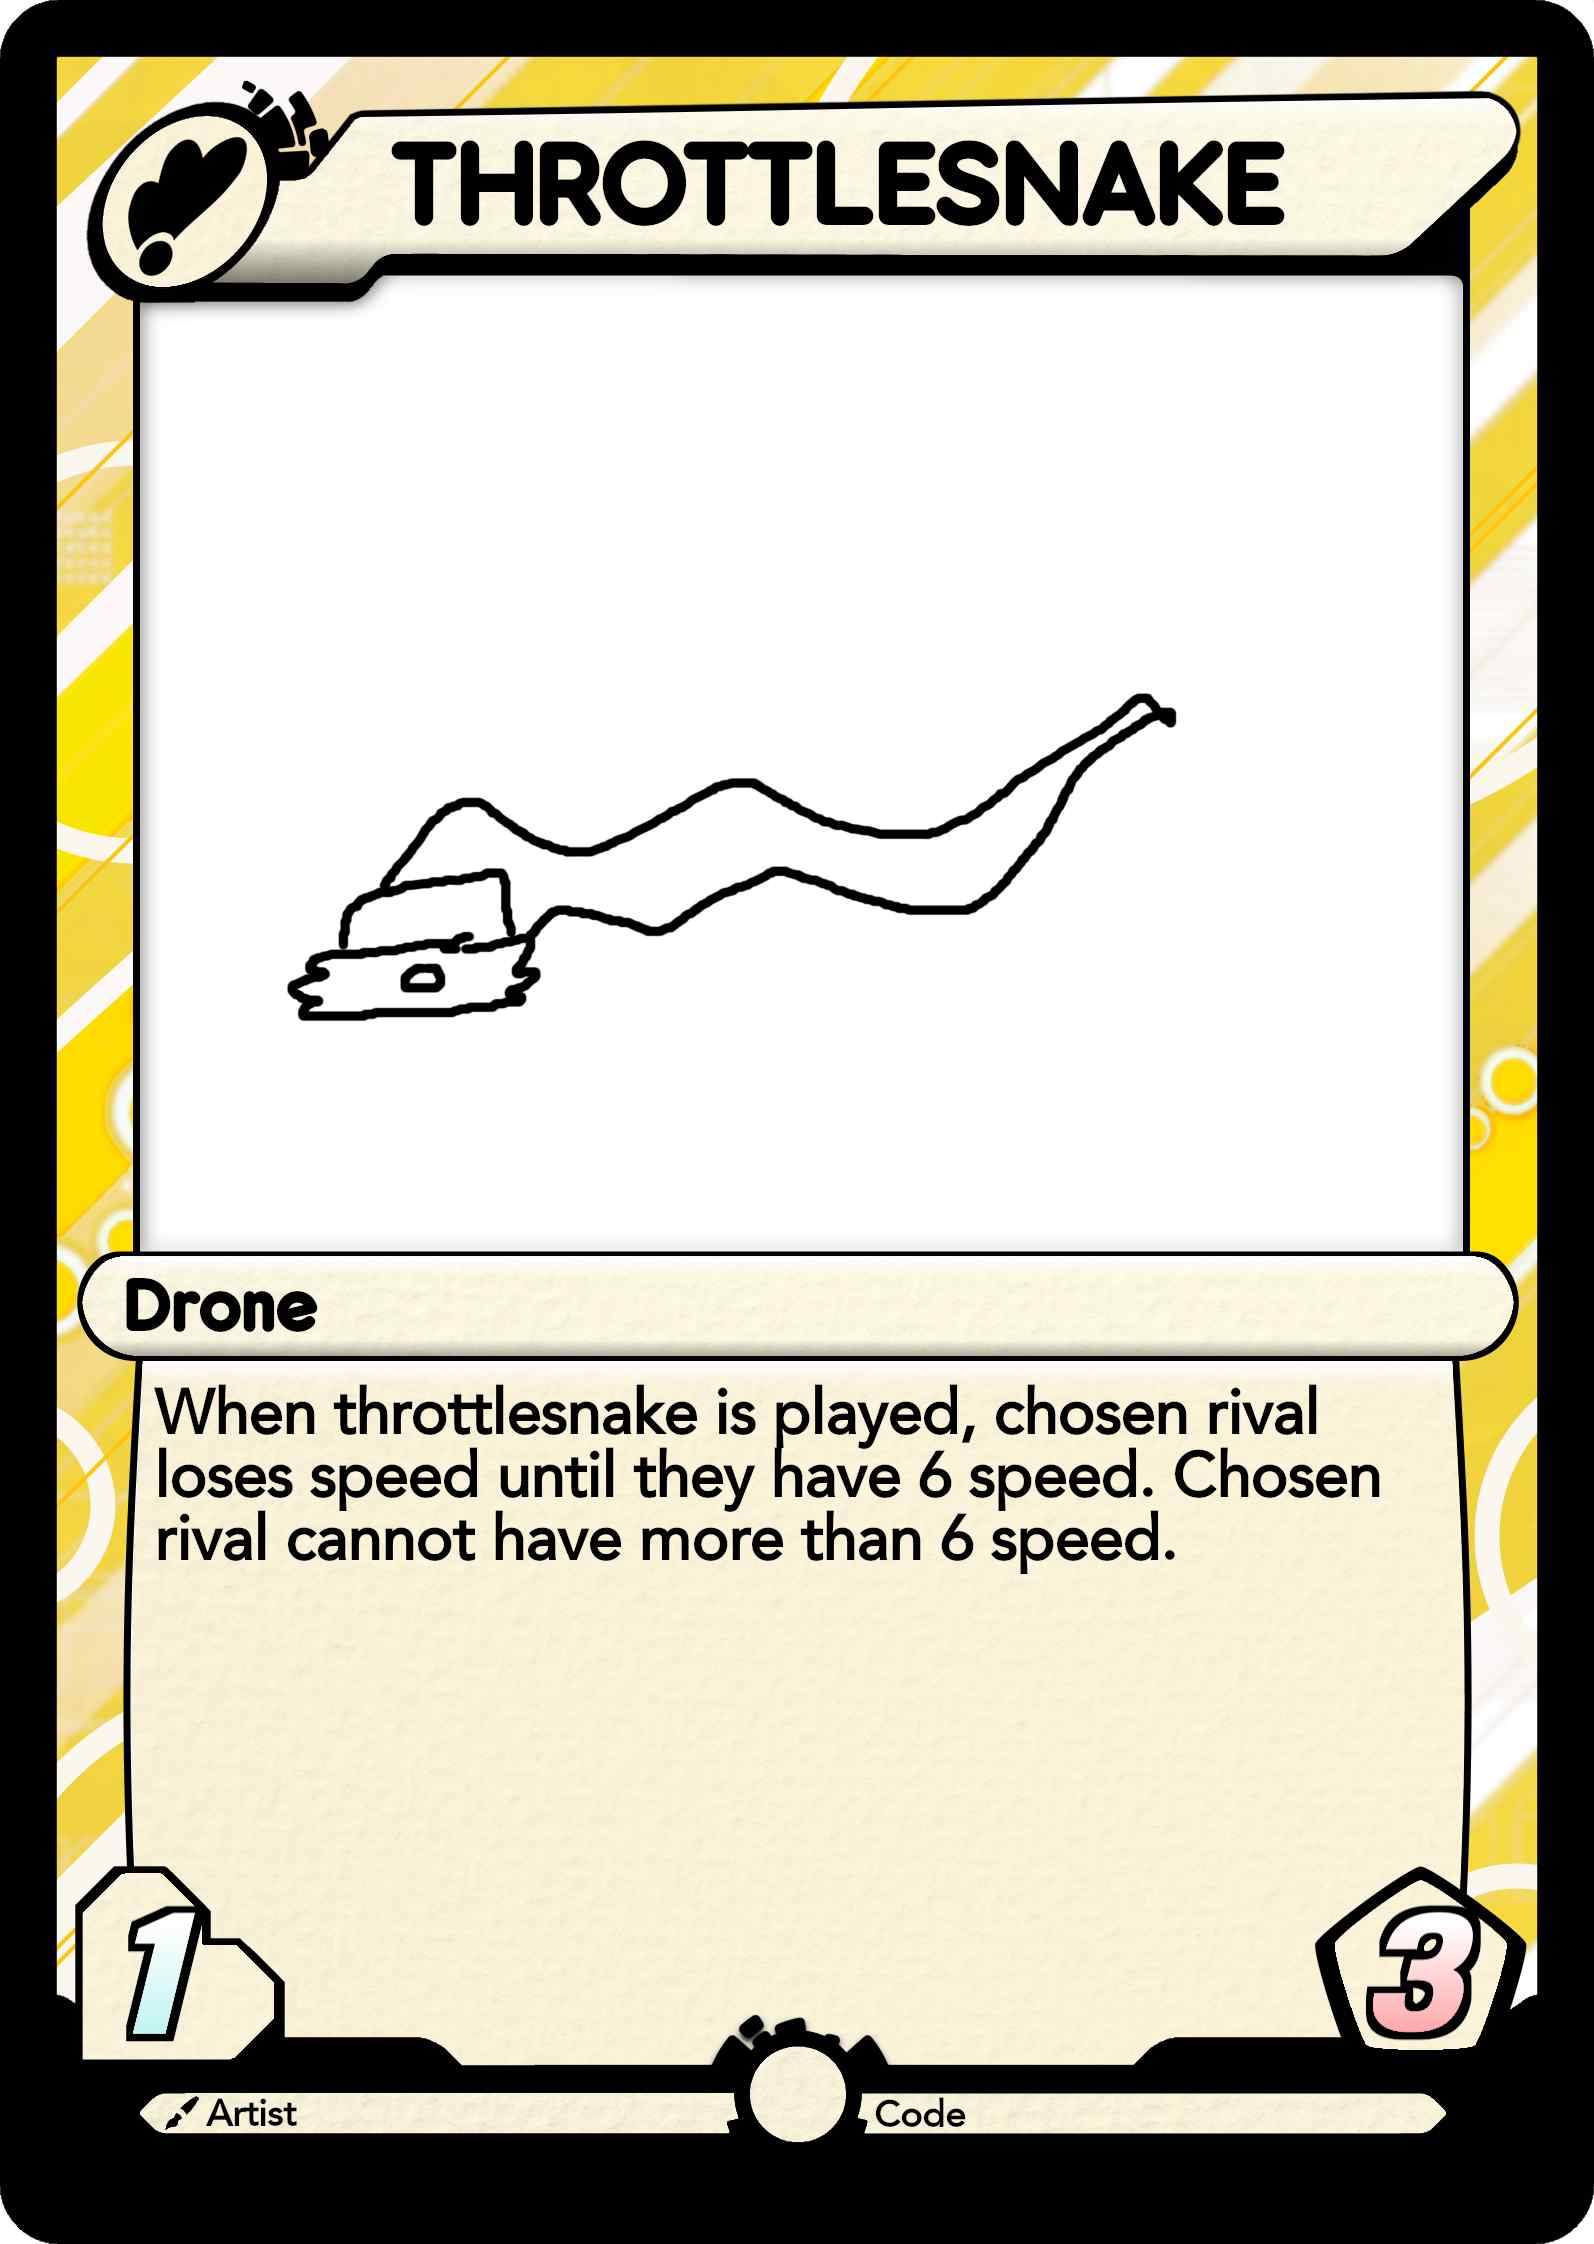 THROTTLESNAKE
Drone
When throttlesnake is played, chosen rival
loses speed until they have 6 speed. Chosen
rival cannot have more than 6 speed.
1
3
Artist
Code